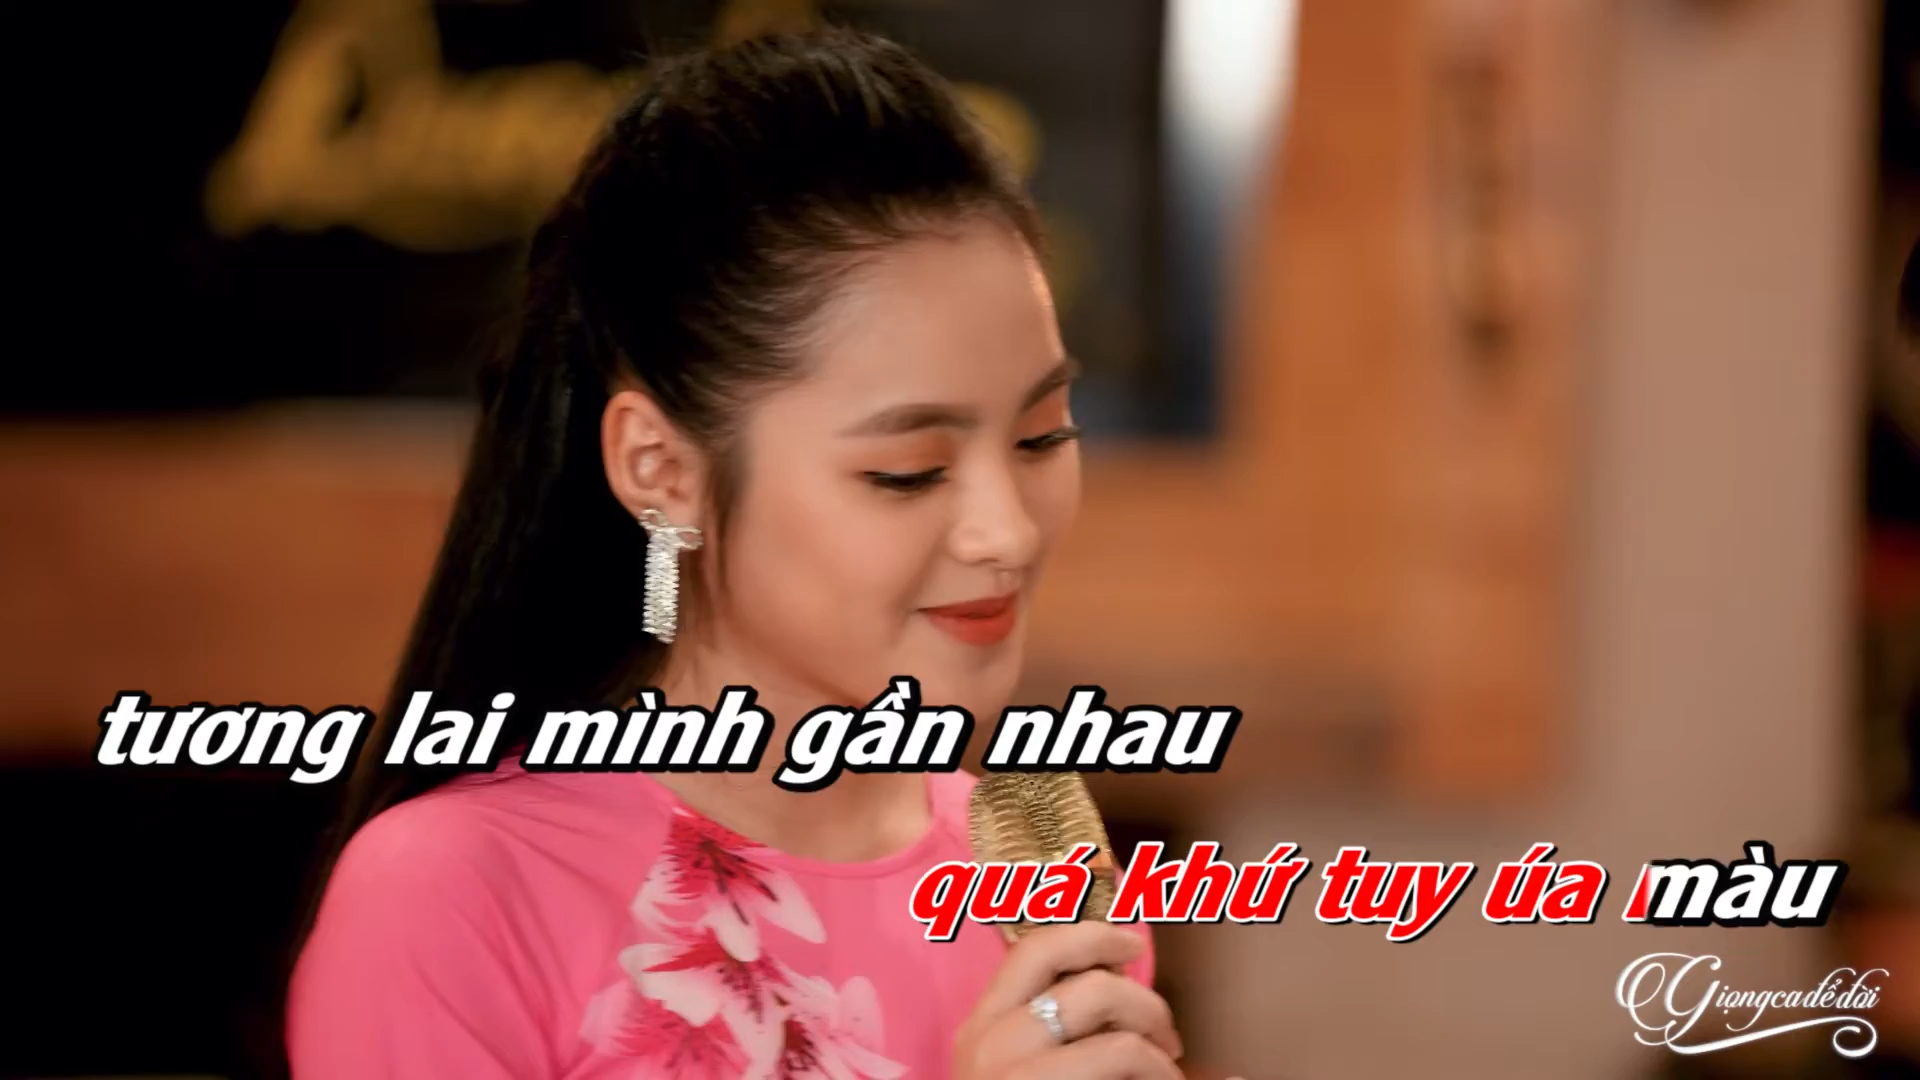 tương lai mình gần nhau
quá khứ tuy úa màu
Giọngcađểđời